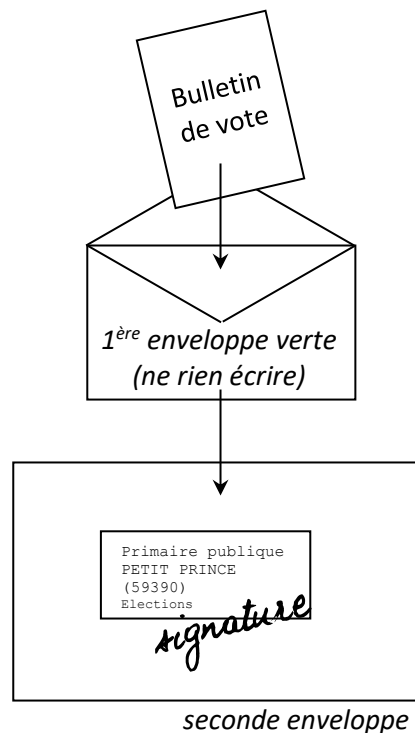 Bulletin
de vote
1ère enveloppe verte
(ne rien écrire)
Primaire publique
PETIT PRINCE
(59390)
Elections
signature
seconde enveloppe